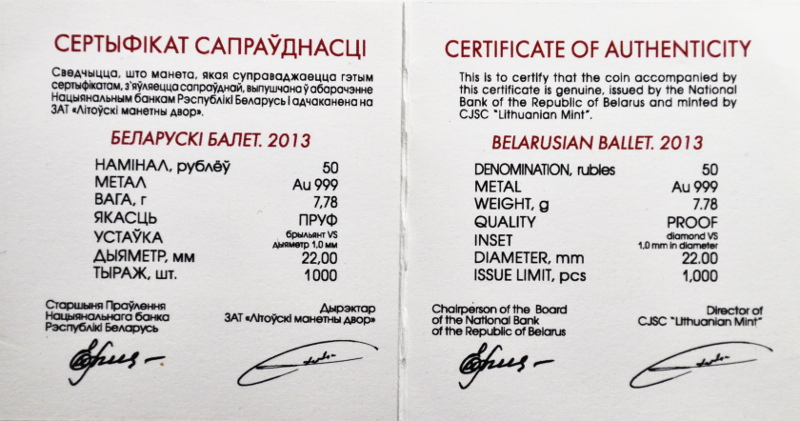 СЕРТЫФІКАТ САПРАЎДНАСЦІ
Сведчыцца, што манета, якая суправаджаецца гэтым
сертыфікатам, з'яўляецца сапраўднай, выпушчана ў абарачэнне
Нацыянальным банкам Рэспублікі Беларусь і адчаканена на
ЗАТ «Літоўскі манетны двор».
БЕЛАРУСКІ БАЛЕТ. 2013
НАМІНАЛ, рублёў 50
МЕТАЛ Au 999
ВАГА, г 7,78
ЯКАСЦЬ ПРУФ
УСТАЎКА брыльянт VS
дыяметр 1,0 мм
ДЫЯМЕТР, мм 22,00
ТЫРАЖ, шт. 1000
Старшыня Праўлення
Нацыянальнага банка
Рэспублікі Беларусь
Дырэктар
ЗАТ «Літоўскі манетны двор»
CERTIFICATE OF AUTHENTICITY
This is to certify that the coin accompanied by
this certificate is genuine, issued by the National
Bank of the Republic of Belarus and minted by
CJSC "Lithuanian Mint".
BELARUSIAN BALLET. 2013
DENOMINATION, rubles 50
METAL Au 999
WEIGHT, g 7.78
QUALITY PROOF
INSET diamond VS
1,0 mm in diameter
DIAMETER, mm 22.00
ISSUE LIMIT, pcs 1,000
Chairperson of the Board
of the National Bank
of the Republic of Belarus
Director of
CJSC "Lithuanian Mint"